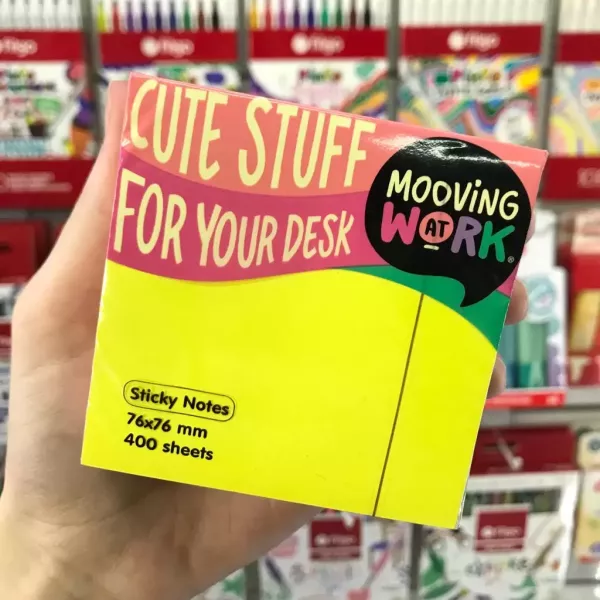 CUTE STUFF
FOR YOUR DESK
MOOVING
AT
WORK®
Sticky Notes
76x76 mm
400 sheets